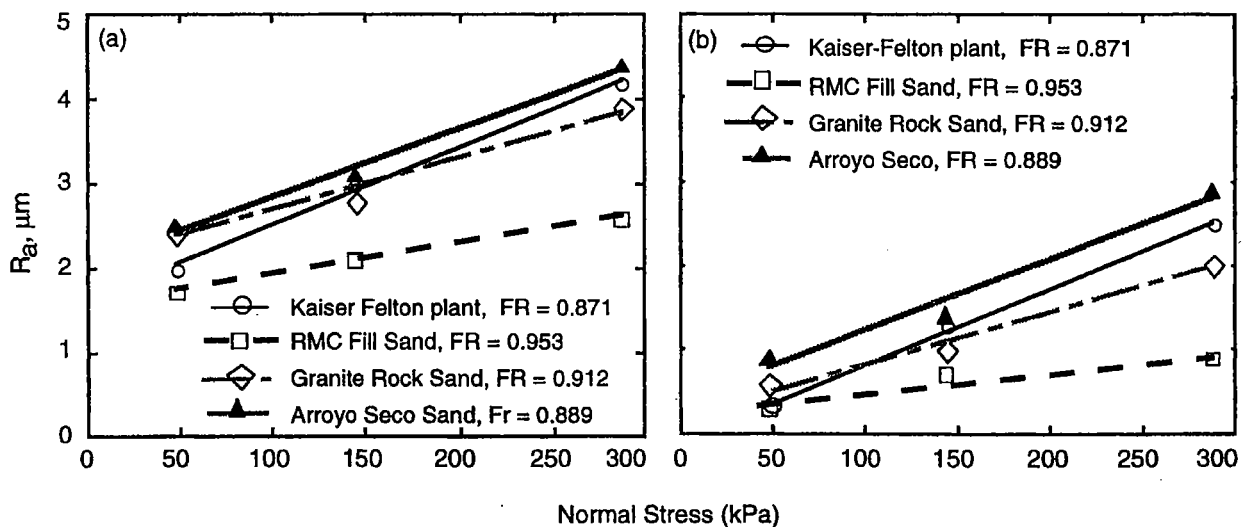 5
4
3
2
1
0
Ra, μm
(a)
Kaiser Felton plant, FR = 0.871
RMC Fill Sand, FR = 0.953
Granite Rock Sand, FR = 0.912
Arroyo Seco Sand, Fr = 0.889
0 50 100 150 200 250 300
(b)
Kaiser-Felton plant, FR = 0.871
RMC Fill Sand, FR = 0.953
Granite Rock Sand, FR = 0.912
Arroyo Seco, FR = 0.889
0 50 100 150 200 250 300
Normal Stress (kPa)